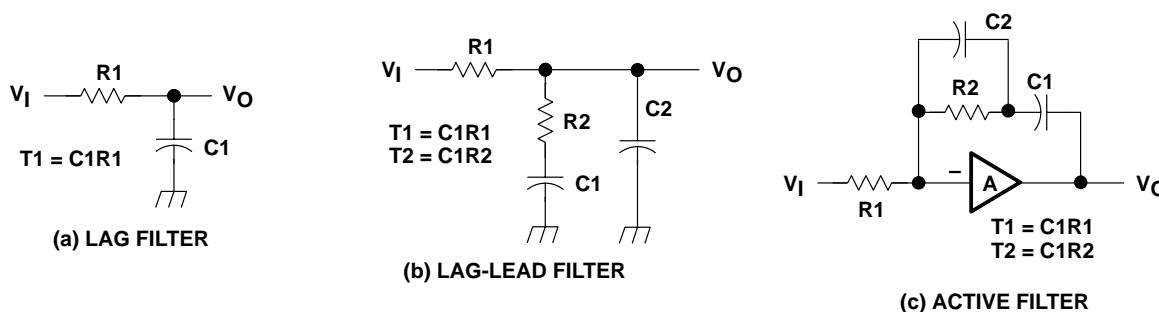 R1
VI
VO
C1
T1 = C1R1
(a) LAG FILTER
R1
VI
VO
C2
R2
T1 = C1R1
T2 = C1R2
C1
(b) LAG-LEAD FILTER
C2
C1
R2
VI
–
A
VO
R1
T1 = C1R1
T2 = C1R2
(c) ACTIVE FILTER